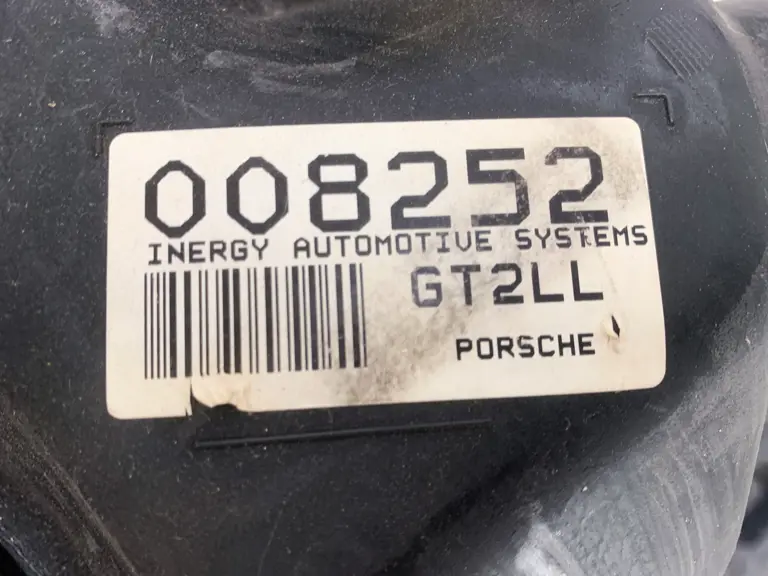 008252
INERGY AUTOMOTIVE SYSTEMS
GT2LL
PORSCHE